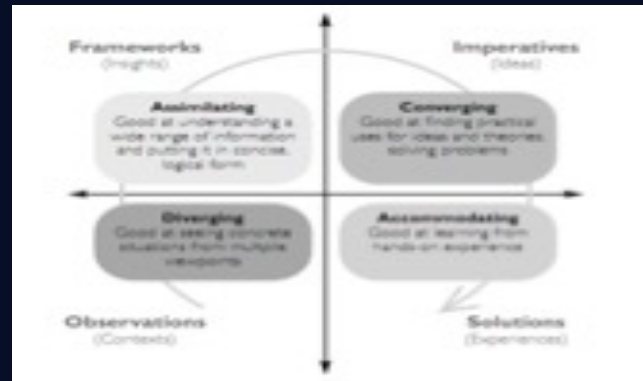 Frameworks
(Insights)
Imperatives
(Ideas)
Assimilating
Good at understanding a
wide range of information
and putting it in concise,
logical form
Converging
Good at finding practical
uses for ideas and theories,
solving problems
Diverging
Good at seeing concrete
situations from multiple
viewpoints
Accommodating
Good at learning from
hands-on experience
Observations
(Contexts)
Solutions
(Experiences)